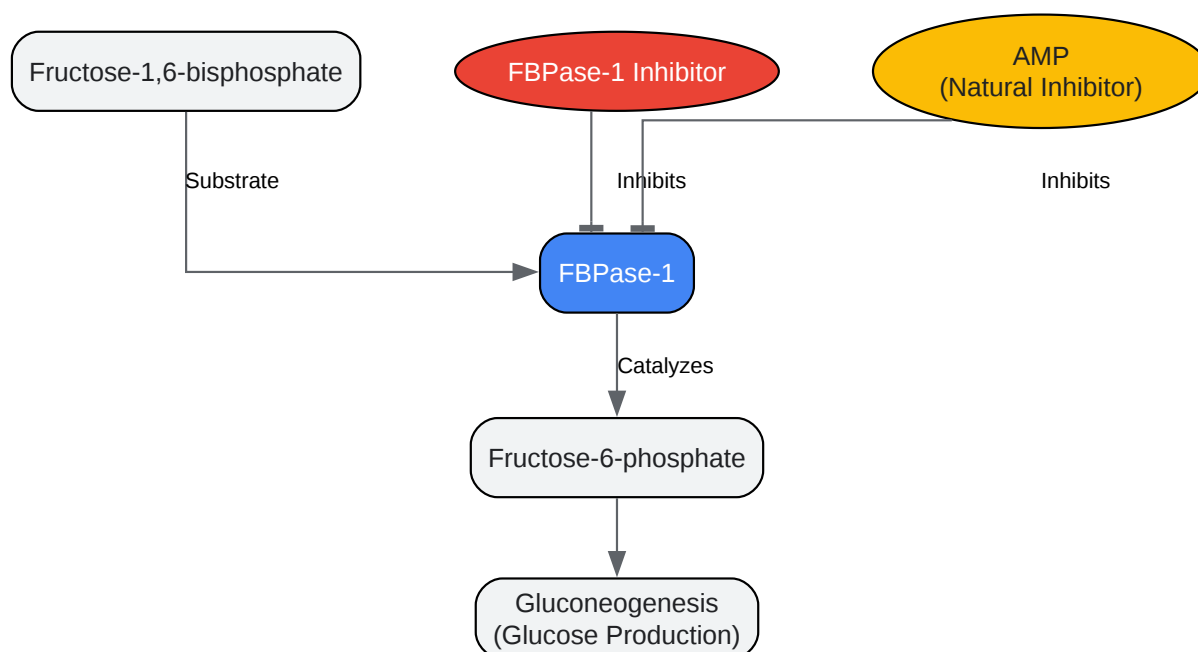 Fructose-1,6-bisphosphate
FBPase-1 Inhibitor
AMP
(Natural Inhibitor)
Substrate
Inhibits
Inhibits
FBPase-1
Catalyzes
Fructose-6-phosphate
Gluconeogenesis
(Glucose Production)